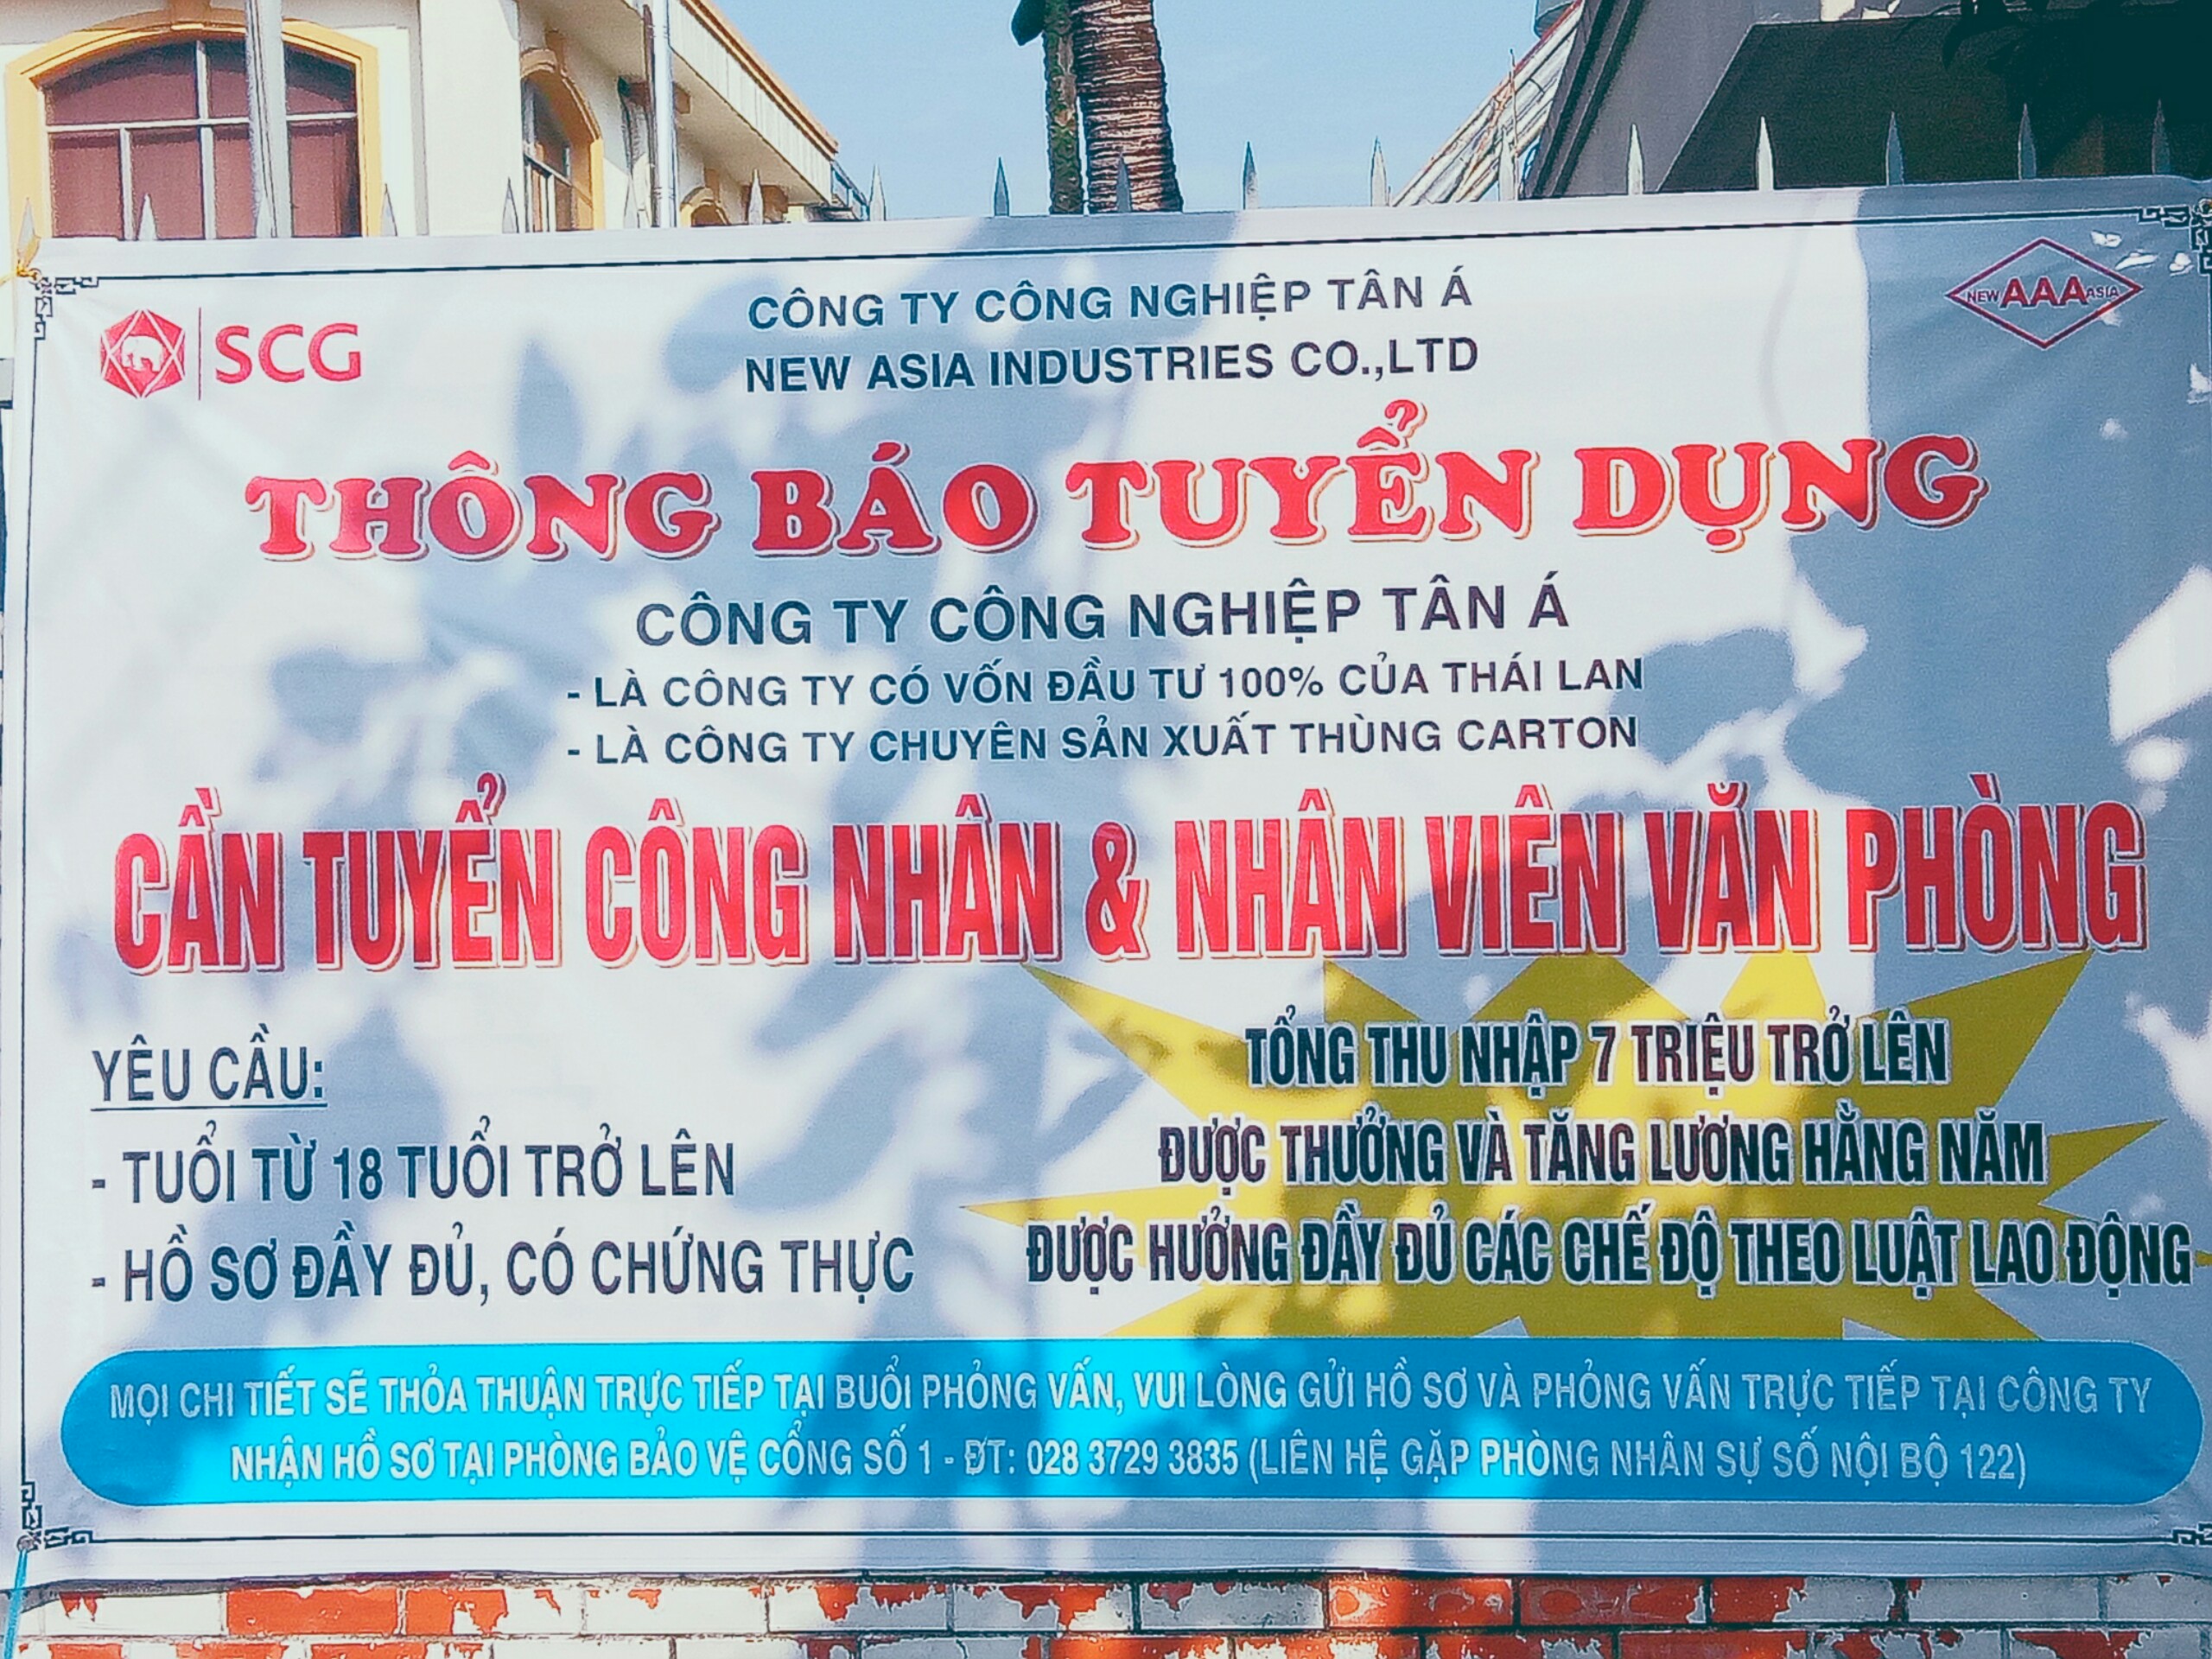 SCG
CÔNG TY CÔNG NGHIỆP TÂN Á
NEW ASIA INDUSTRIES CO.,LTD
NEW AAA ASIA
THÔNG BÁO TUYỂN DỤNG
CÔNG TY CÔNG NGHIỆP TÂN Á
- LÀ CÔNG TY CÓ VỐN ĐẦU TƯ 100% CỦA THÁI LAN
- LÀ CÔNG TY CHUYÊN SẢN XUẤT THÙNG CARTON
CẦN TUYỂN CÔNG NHÂN & NHÂN VIÊN VĂN PHÒNG
YÊU CẦU:
- TUỔI TỪ 18 TUỔI TRỞ LÊN
- HỒ SƠ ĐẦY ĐỦ, CÓ CHỨNG THỰC
TỔNG THU NHẬP 7 TRIỆU TRỞ LÊN
ĐƯỢC THƯỞNG VÀ TĂNG LƯƠNG HẰNG NĂM
ĐƯỢC HƯỞNG ĐẦY ĐỦ CÁC CHẾ ĐỘ THEO LUẬT LAO ĐỘNG
MỌI CHI TIẾT SẼ THỎA THUẬN TRỰC TIẾP TẠI BUỔI PHỎNG VẤN, VUI LÒNG GỬI HỒ SƠ VÀ PHỎNG VẤN TRỰC TIẾP TẠI CÔNG TY
NHẬN HỒ SƠ TẠI PHÒNG BẢO VỆ CỔNG SỐ 1 - ĐT: 028 3729 3835 (LIÊN HỆ GẶP PHÒNG NHÂN SỰ SỐ NỘI BỘ 122)